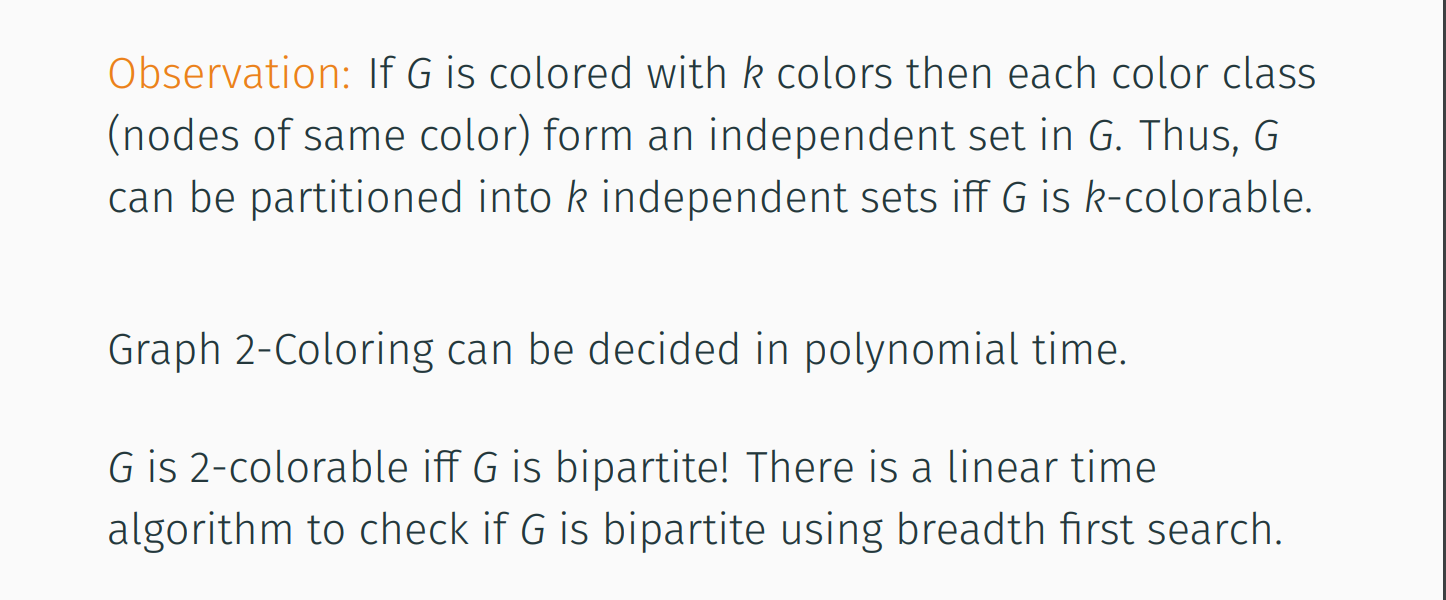 Observation: If G is colored with k colors then each color class
(nodes of same color) form an independent set in G. Thus, G
can be partitioned into k independent sets iff G is k-colorable.
Graph 2-Coloring can be decided in polynomial time.
G is 2-colorable iff G is bipartite! There is a linear time
algorithm to check if G is bipartite using breadth first search.